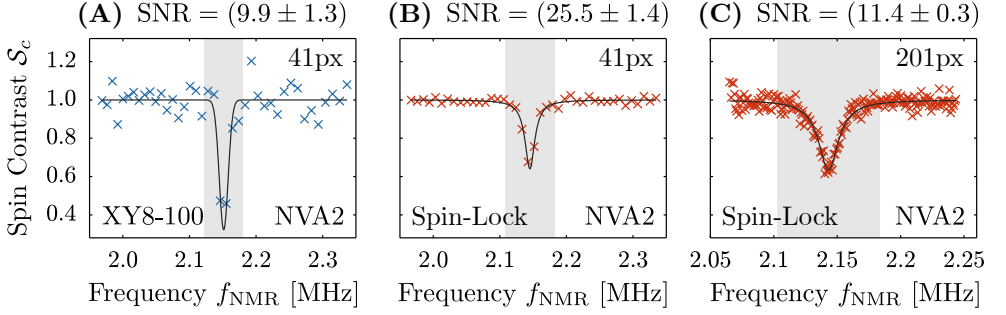 (A) SNR = (9.9 ± 1.3)
(B) SNR = (25.5 ± 1.4)
(C) SNR = (11.4 ± 0.3)
Spin Contrast 𝒮c
1.2
1.0
0.8
0.6
0.4
41px
XY8-100
NVA2
2.0
2.1
2.2
2.3
Frequency fNMR [MHz]
41px
Spin-Lock
NVA2
2.0
2.1
2.2
2.3
Frequency fNMR [MHz]
201px
Spin-Lock
NVA2
2.05
2.1
2.15
2.2
2.25
Frequency fNMR [MHz]